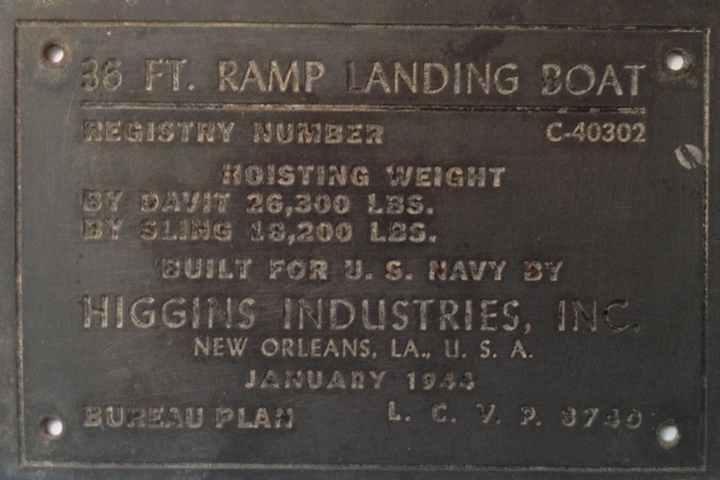 36 FT. RAMP LANDING BOAT
REGISTRY NUMBER C-40302
HOISTING WEIGHT
BY DAVIT 26,300 LBS.
BY SLING 18,200 LBS.
BUILT FOR U. S. NAVY BY
HIGGINS INDUSTRIES, INC.
NEW ORLEANS, LA., U. S. A.
JANUARY 1944
BUREAU PLAN L. C. V. P.